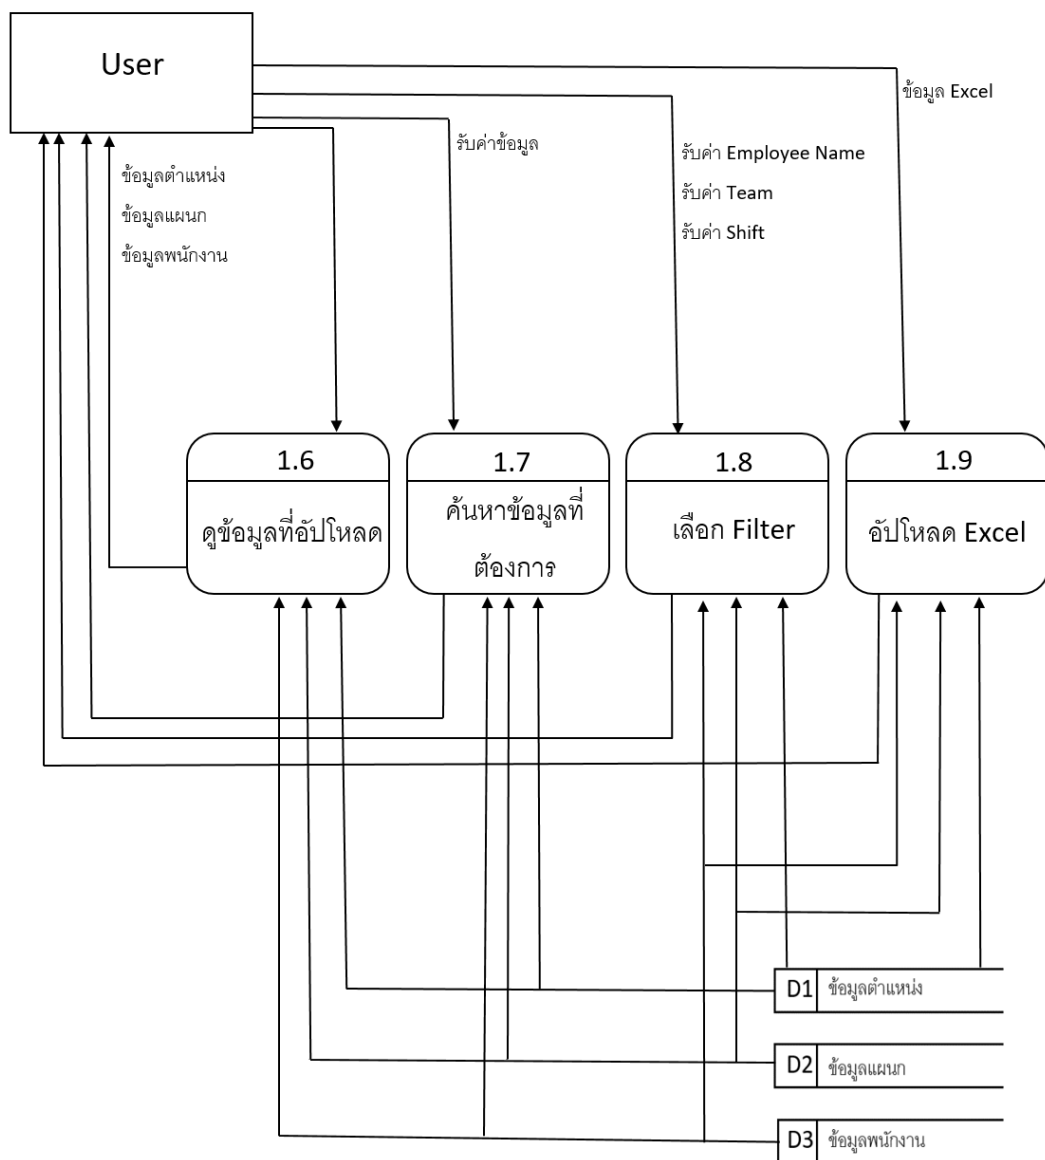 User
ข้อมูล Excel
รับค่าข้อมูล
รับค่า Employee Name
รับค่า Team
รับค่า Shift
ข้อมูลตำแหน่ง
ข้อมูลแผนก
ข้อมูลพนักงาน
1.6
ดูข้อมูลที่อัปโหลด
1.7
ค้นหาข้อมูลที่
ต้องการ
1.8
เลือก Filter
1.9
อัปโหลด Excel
D1 ข้อมูลตำแหน่ง
D2 ข้อมูลแผนก
D3 ข้อมูลพนักงาน